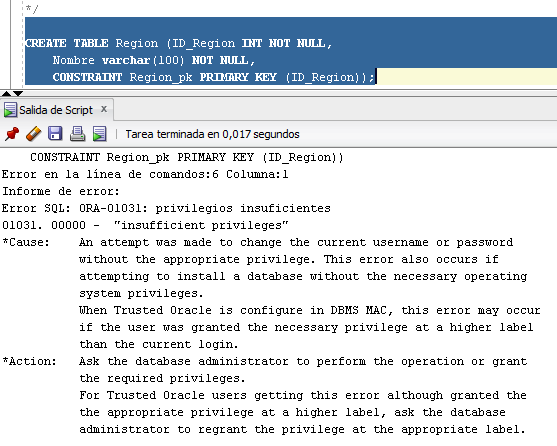 */
CREATE TABLE Region (ID_Region INT NOT NULL,
Nombre varchar(100) NOT NULL,
CONSTRAINT Region_pk PRIMARY KEY (ID_Region));
Salida de Script x
Tarea terminada en 0,017 segundos
CONSTRAINT Region_pk PRIMARY KEY (ID_Region))
Error en la línea de comandos:6 Columna:1
Informe de error:
Error SQL: ORA-01031: privilegios insuficientes
01031. 00000 - "insufficient privileges"
*Cause: An attempt was made to change the current username or password
without the appropriate privilege. This error also occurs if
attempting to install a database without the necessary operating
system privileges.
When Trusted Oracle is configure in DBMS MAC, this error may occur
if the user was granted the necessary privilege at a higher label
than the current login.
*Action: Ask the database administrator to perform the operation or grant
the required privileges.
For Trusted Oracle users getting this error although granted the
the appropriate privilege at a higher label, ask the database
administrator to regrant the privilege at the appropriate label.